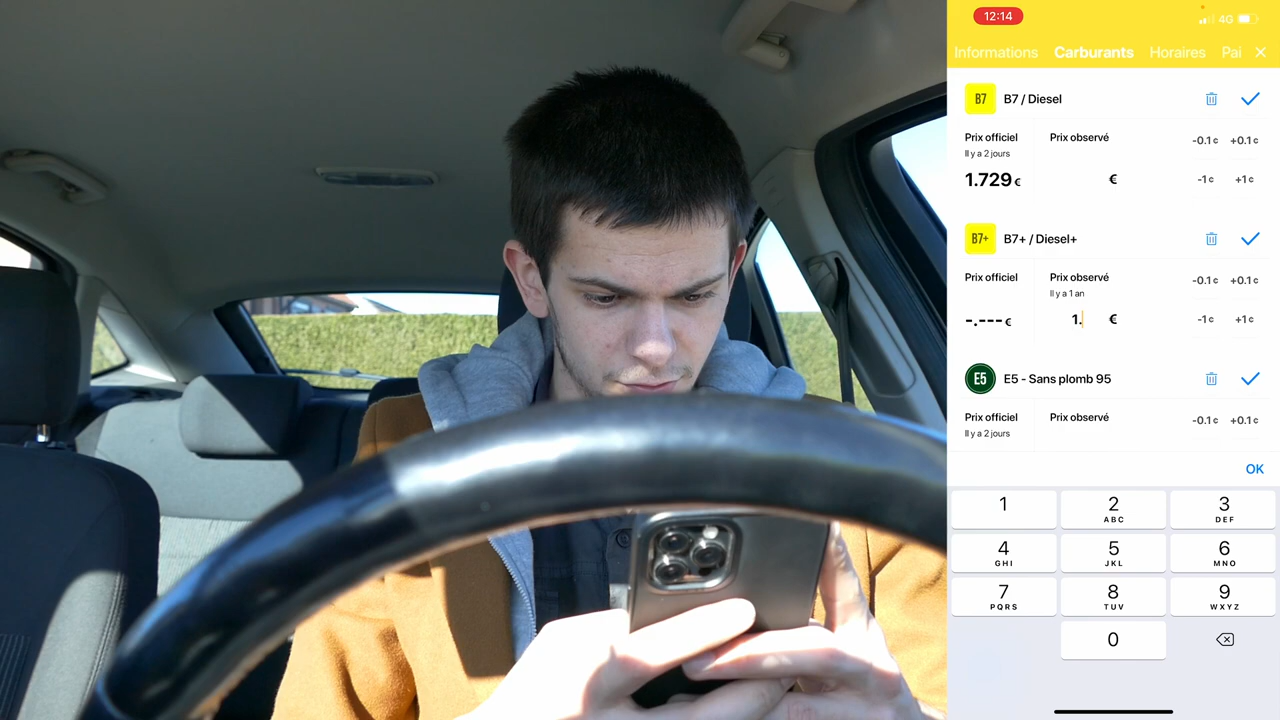 12:14
4G
Informations Carburants Horaires Pai ×
B7 B7 / Diesel
Prix officiel Prix observé -0.1¢ +0.1¢
Il y a 2 jours
1.729€ € -1¢ +1¢
B7+ B7+ / Diesel+
Prix officiel Prix observé -0.1¢ +0.1¢
Il y a 1 an
-.---€ 1. € -1¢ +1¢
E5 E5 - Sans plomb 95
Prix officiel Prix observé -0.1¢ +0.1¢
Il y a 2 jours
OK
1 2 3
ABC DEF
4 5 6
GHI JKL MNO
7 8 9
PQRS TUV WXYZ
0